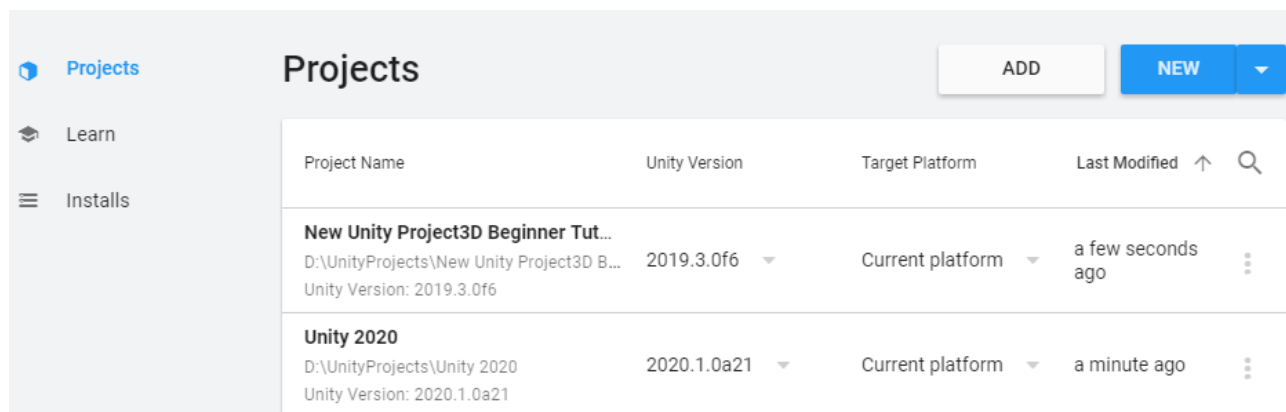 Projects
Projects
ADD
NEW
Learn
Installs
Project Name
Unity Version
Target Platform
Last Modified
New Unity Project3D Beginner Tut...
D:\UnityProjects\New Unity Project3D B...
Unity Version: 2019.3.0f6
2019.3.0f6
Current platform
a few seconds
ago
Unity 2020
D:\UnityProjects\Unity 2020
Unity Version: 2020.1.0a21
2020.1.0a21
Current platform
a minute ago